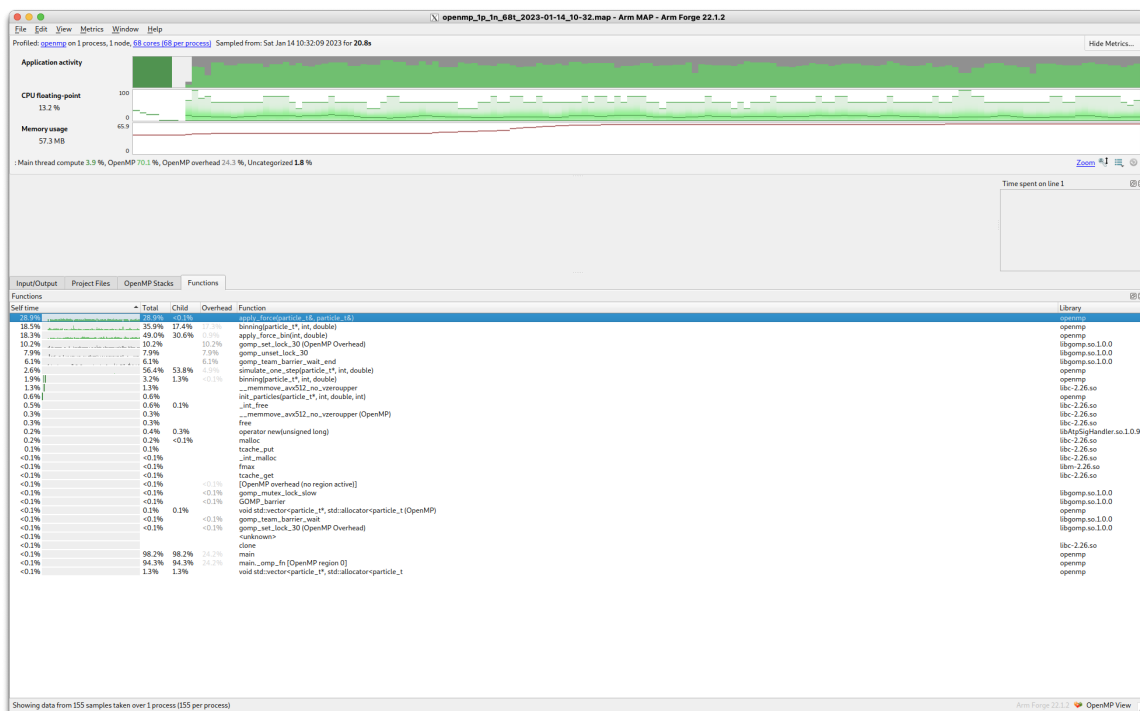 openmp_1p_1n_68t_2023-01-14_10-32.map - Arm MAP - Arm Forge 22.1.2
File Edit View Metrics Window Help
Profiled: openmp on 1 process, 1 node, 68 cores (68 per process) Sampled from: Sat Jan 14 10:32:09 2023 for 20.8s Hide Metrics...
Application activity
CPU floating-point 100
13.2 % 0
Memory usage 65.9
57.3 MB
0
: Main thread compute 3.9 %, OpenMP 70.1 %, OpenMP overhead 24.3 %, Uncategorized 1.8 % Zoom
Time spent on line 1
Input/Output Project Files OpenMP Stacks Functions
Functions
Self time Total Child Overhead Function Library
28.9% 28.9% <0.1% apply_force(particle_t&, particle_t&) openmp
18.5% 35.9% 17.4% 17.3% binning(particle_t*, int, double) openmp
18.3% 49.0% 30.6% apply_force_bin(int, double) openmp
10.2% 10.2% 10.2% gomp_set_lock_30 (OpenMP Overhead) libgomp.so.1.0.0
7.9% 7.9% 7.9% gomp_unset_lock_30 libgomp.so.1.0.0
6.1% 6.1% 6.1% gomp_team_barrier_wait_end libgomp.so.1.0.0
2.6% 56.4% 53.8% 4.9% simulate_one_step(particle_t*, int, double) openmp
1.9% 3.2% 1.3% <0.1% binning(particle_t*, int, double) openmp
1.3% 1.3% __memmove_avx512_no_vzeroupper libc-2.26.so
0.6% 0.6% init_particles(particle_t*, int, double, int) openmp
0.5% 0.6% 0.1% _int_free libc-2.26.so
0.3% 0.3% __memmove_avx512_no_vzeroupper (OpenMP) libc-2.26.so
0.3% 0.3% free libc-2.26.so
0.2% 0.4% 0.3% operator new(unsigned long) libAtpSigHandler.so.1.0.9
0.2% 0.2% <0.1% malloc libc-2.26.so
0.1% 0.1% tcache_put libc-2.26.so
<0.1% <0.1% _int_malloc libc-2.26.so
<0.1% <0.1% fmax libm-2.26.so
<0.1% <0.1% tcache_get libc-2.26.so
<0.1% <0.1% <0.1% [OpenMP overhead (no region active)]
<0.1% <0.1% <0.1% gomp_mutex_lock_slow libgomp.so.1.0.0
<0.1% <0.1% <0.1% GOMP_barrier libgomp.so.1.0.0
<0.1% 0.1% 0.1% void std::vector<particle_t*, std::allocator<particle_t (OpenMP) openmp
<0.1% <0.1% <0.1% gomp_team_barrier_wait libgomp.so.1.0.0
<0.1% <0.1% <0.1% gomp_set_lock_30 (OpenMP Overhead) libgomp.so.1.0.0
<0.1% <0.1% <unknown>
<0.1% <0.1% clone libc-2.26.so
<0.1% 98.2% 98.2% 24.2% main openmp
<0.1% 94.3% 94.3% 24.2% main._omp_fn [OpenMP region 0] openmp
<0.1% 1.3% 1.3% void std::vector<particle_t*, std::allocator<particle_t openmp
Showing data from 155 samples taken over 1 process (155 per process) Arm Forge 22.1.2 OpenMP View